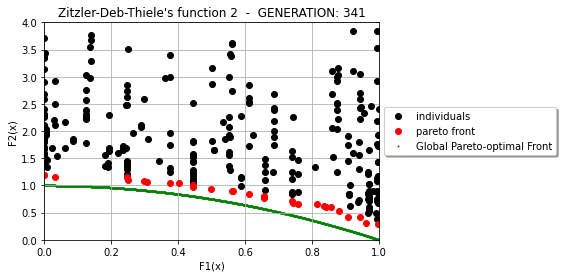 Zitzler-Deb-Thiele's function 2 - GENERATION: 341
4.0
3.5
3.0
2.5
2.0
1.5
1.0
0.5
0.0
F2(x)
0.0 0.2 0.4 0.6 0.8 1.0
F1(x)
individuals
pareto front
Global Pareto-optimal Front